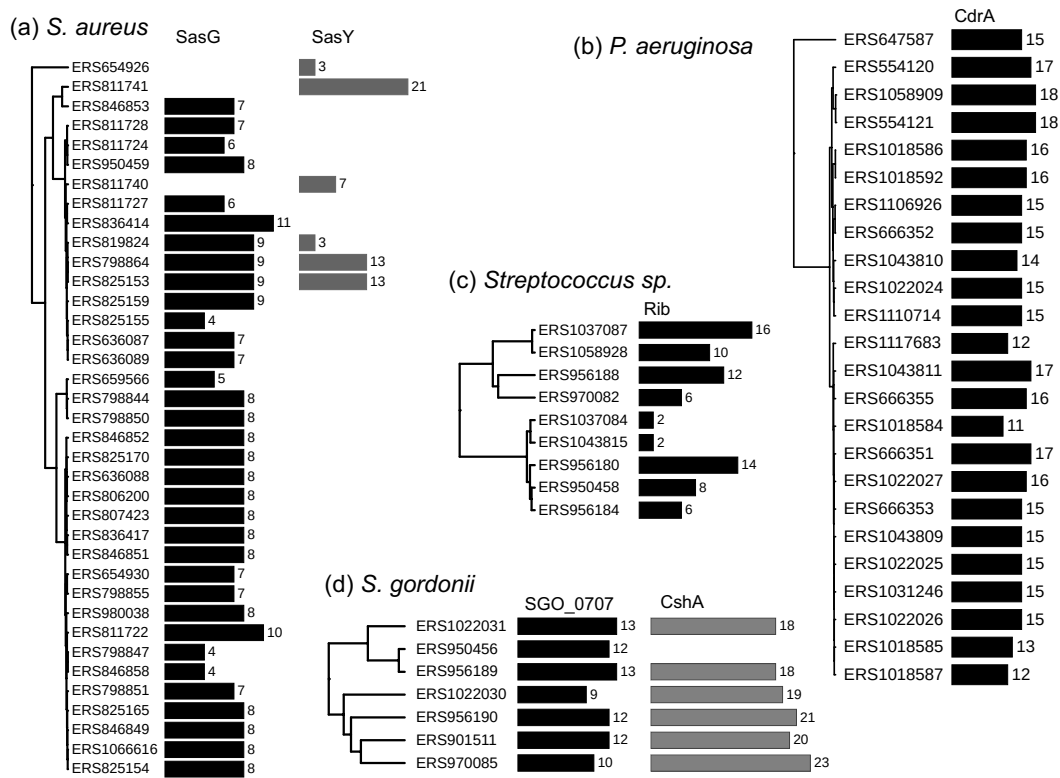 (a) S. aureus
SasG SasY
ERS654926 3
ERS811741 21
ERS846853 7
ERS811728 7
ERS811724 6
ERS950459 8
ERS811740 7
ERS811727 6
ERS836414 11
ERS819824 9 3
ERS798864 9 13
ERS825153 9 13
ERS825159 9
ERS825155 4
ERS636087 7
ERS636089 7
ERS659566 5
ERS798844 8
ERS798850 8
ERS846852 8
ERS825170 8
ERS636088 8
ERS806200 8
ERS807423 8
ERS836417 8
ERS846851 8
ERS654930 7
ERS798855 7
ERS980038 8
ERS811722 10
ERS798847 4
ERS846858 4
ERS798851 7
ERS825165 8
ERS846849 8
ERS1066616 8
ERS825154 8
(b) P. aeruginosa
CdrA
ERS647587 15
ERS554120 17
ERS1058909 18
ERS554121 18
ERS1018586 16
ERS1018592 16
ERS1106926 15
ERS666352 15
ERS1043810 14
ERS1022024 15
ERS1110714 15
ERS1117683 12
ERS1043811 17
ERS666355 16
ERS1018584 11
ERS666351 17
ERS1022027 16
ERS666353 15
ERS1043809 15
ERS1022025 15
ERS1031246 15
ERS1022026 15
ERS1018585 13
ERS1018587 12
(c) Streptococcus sp.
Rib
ERS1037087 16
ERS1058928 10
ERS956188 12
ERS970082 6
ERS1037084 2
ERS1043815 2
ERS956180 14
ERS950458 8
ERS956184 6
(d) S. gordonii
SGO_0707 CshA
ERS1022031 13 18
ERS950456 12
ERS956189 13 18
ERS1022030 9 19
ERS956190 12 21
ERS901511 12 20
ERS970085 10 23